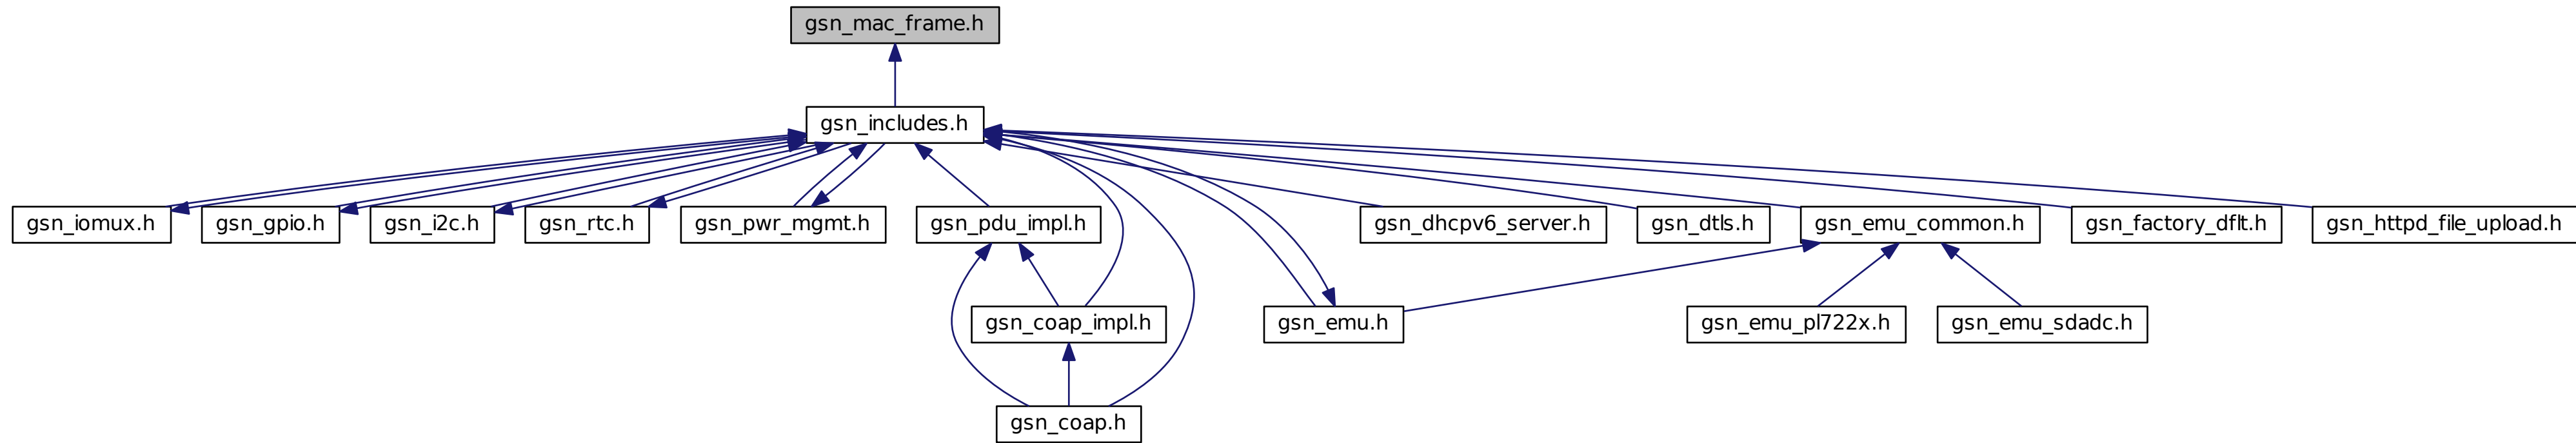 gsn_mac_frame.h
gsn_includes.h
gsn_iomux.h
gsn_gpio.h
gsn_i2c.h
gsn_rtc.h
gsn_pwr_mgmt.h
gsn_pdu_impl.h
gsn_dhcpv6_server.h
gsn_dtls.h
gsn_emu_common.h
gsn_factory_dflt.h
gsn_httpd_file_upload.h
gsn_coap_impl.h
gsn_emu.h
gsn_emu_pl722x.h
gsn_emu_sdadc.h
gsn_coap.h